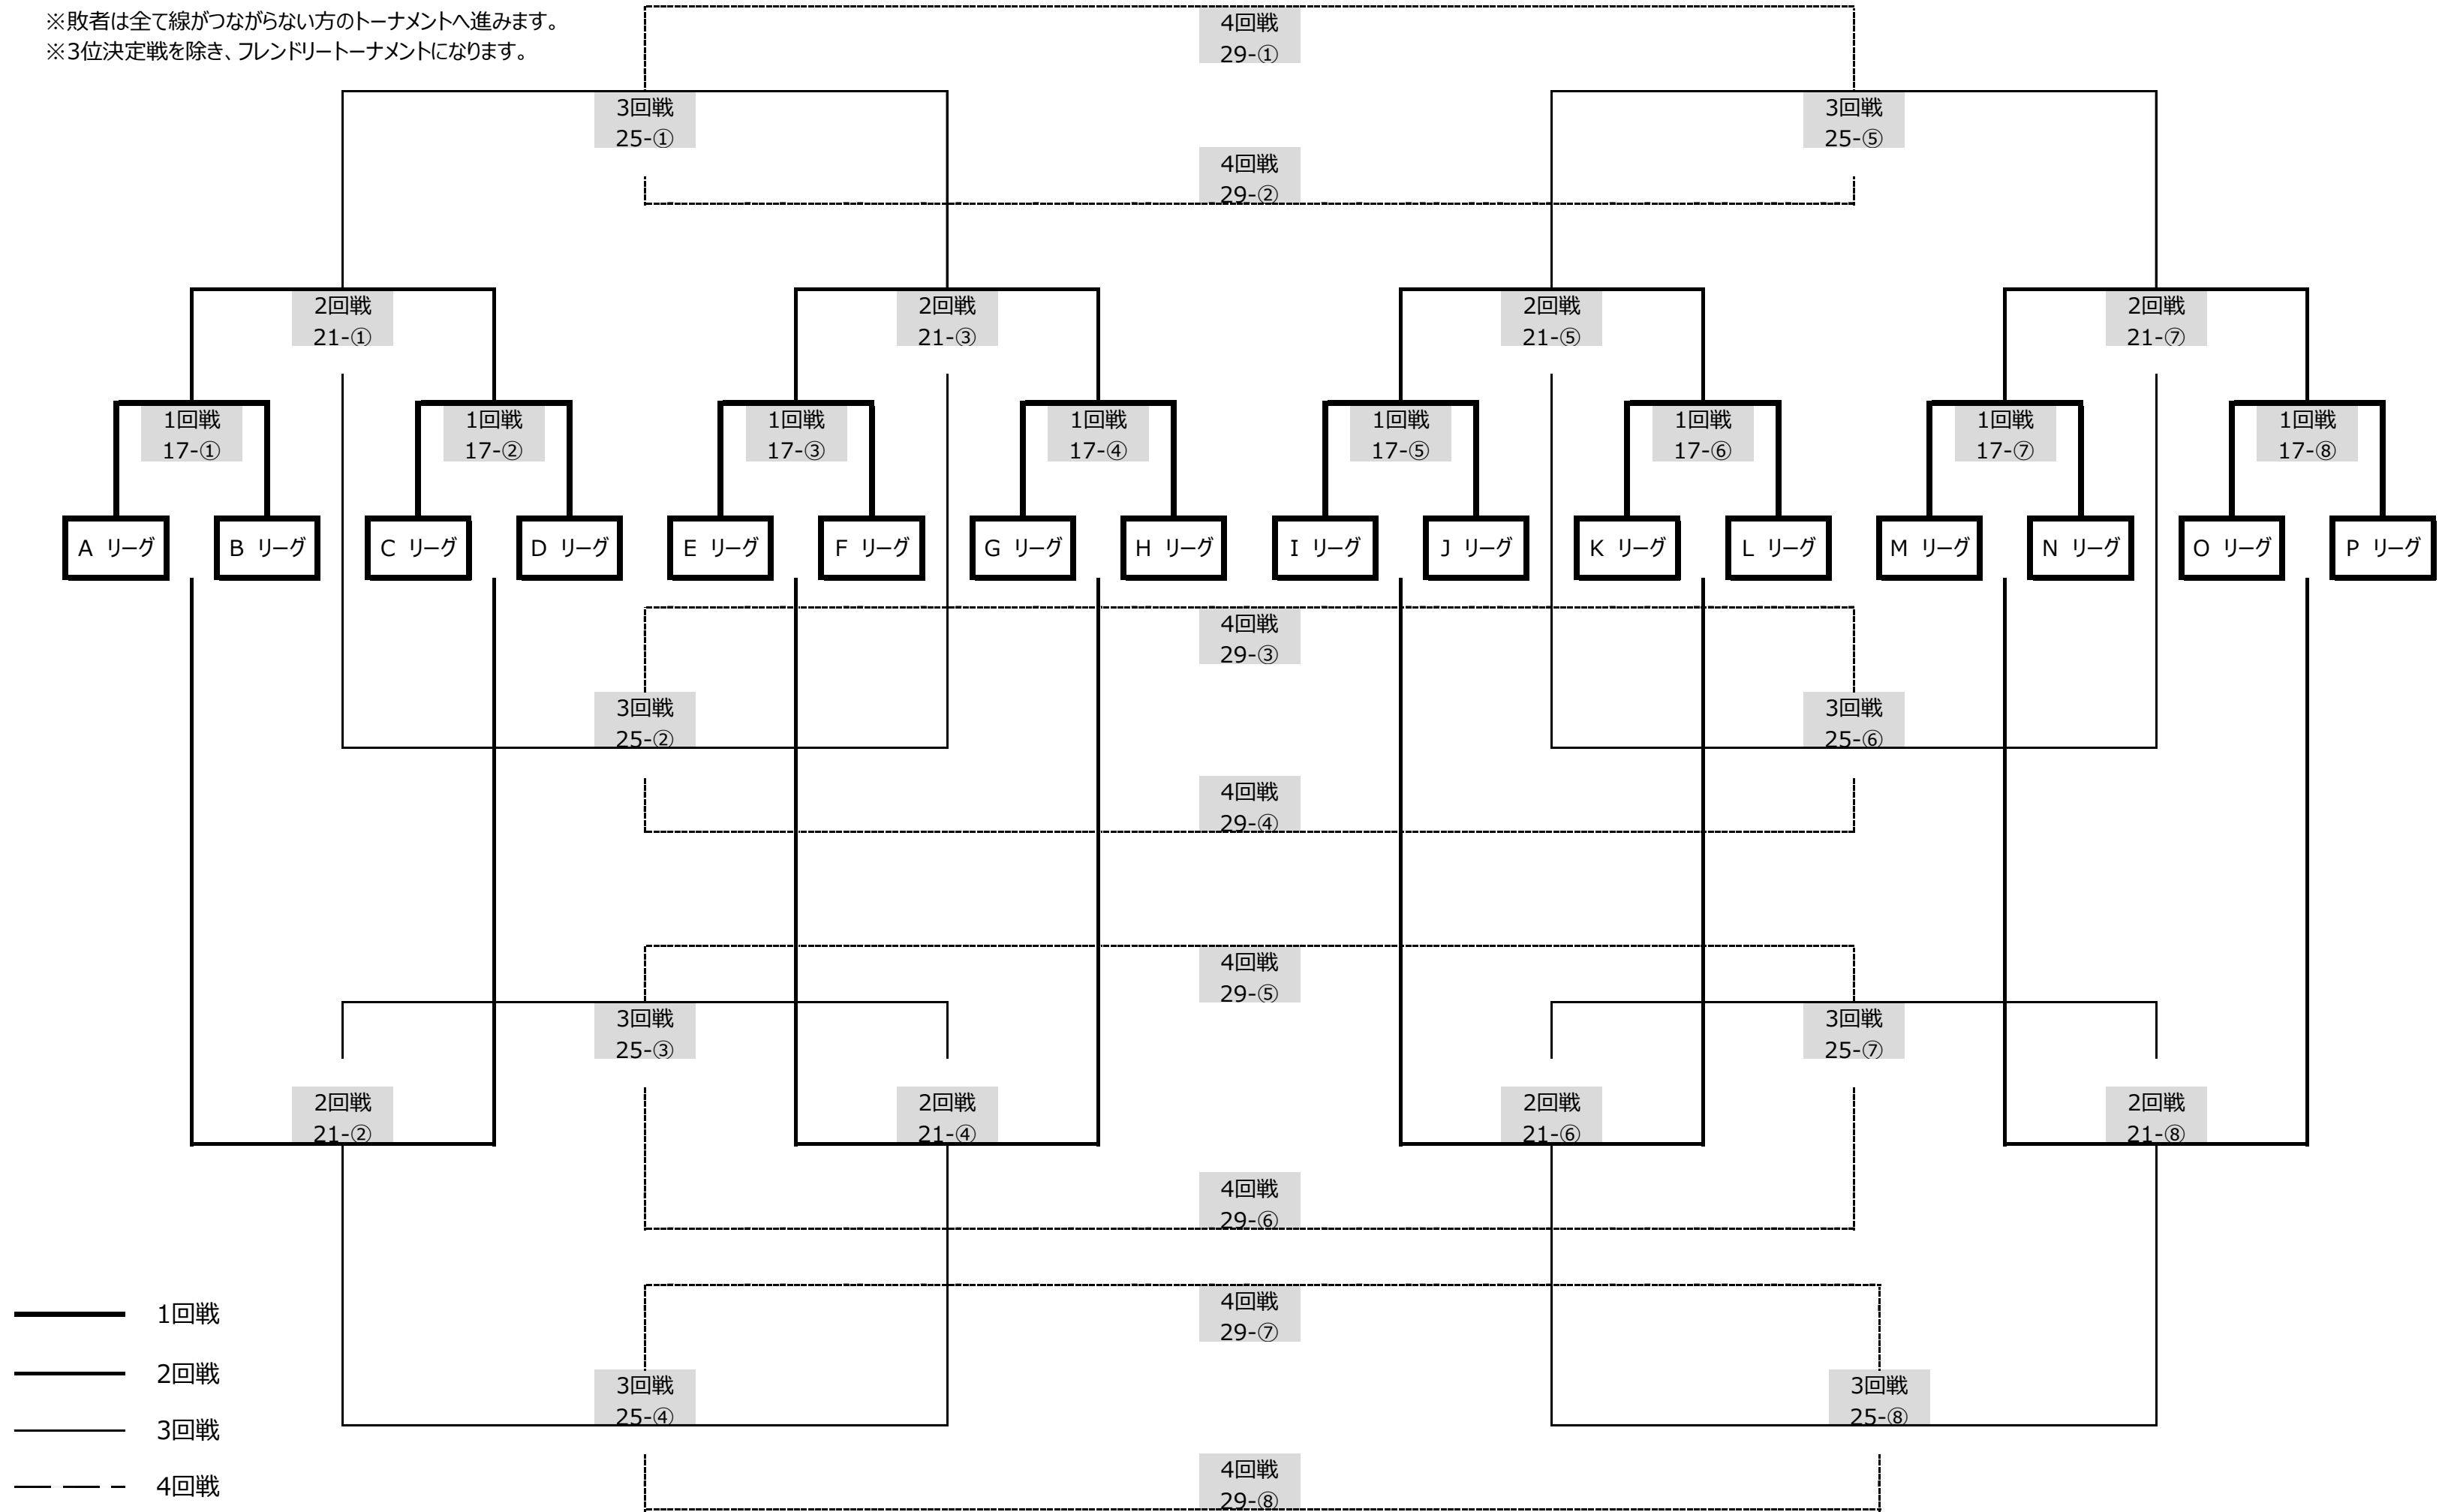 ※敗者は全て線がつながらない方のトーナメントへ進みます。
※3位決定戦を除き、フレンドリートーナメントになります。
4回戦
29-①
3回戦
25-①
3回戦
25-⑤
4回戦
29-②
2回戦
21-①
2回戦
21-③
2回戦
21-⑤
2回戦
21-⑦
1回戦
17-①
1回戦
17-②
1回戦
17-③
1回戦
17-④
1回戦
17-⑤
1回戦
17-⑥
1回戦
17-⑦
1回戦
17-⑧
A リーグ
B リーグ
C リーグ
D リーグ
E リーグ
F リーグ
G リーグ
H リーグ
I リーグ
J リーグ
K リーグ
L リーグ
M リーグ
N リーグ
O リーグ
P リーグ
4回戦
29-③
3回戦
25-②
3回戦
25-⑥
4回戦
29-④
4回戦
29-⑤
3回戦
25-③
3回戦
25-⑦
2回戦
21-②
2回戦
21-④
2回戦
21-⑥
2回戦
21-⑧
4回戦
29-⑥
4回戦
29-⑦
3回戦
25-④
3回戦
25-⑧
4回戦
29-⑧
1回戦
2回戦
3回戦
4回戦